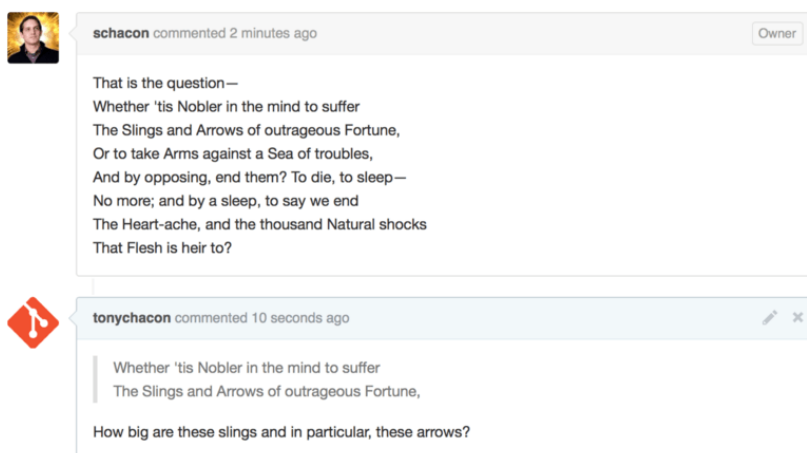 schacon commented 2 minutes ago
Owner
That is the question—
Whether 'tis Nobler in the mind to suffer
The Slings and Arrows of outrageous Fortune,
Or to take Arms against a Sea of troubles,
And by opposing, end them? To die, to sleep—
No more; and by a sleep, to say we end
The Heart-ache, and the thousand Natural shocks
That Flesh is heir to?
tonychacon commented 10 seconds ago
Whether 'tis Nobler in the mind to suffer
The Slings and Arrows of outrageous Fortune,
How big are these slings and in particular, these arrows?